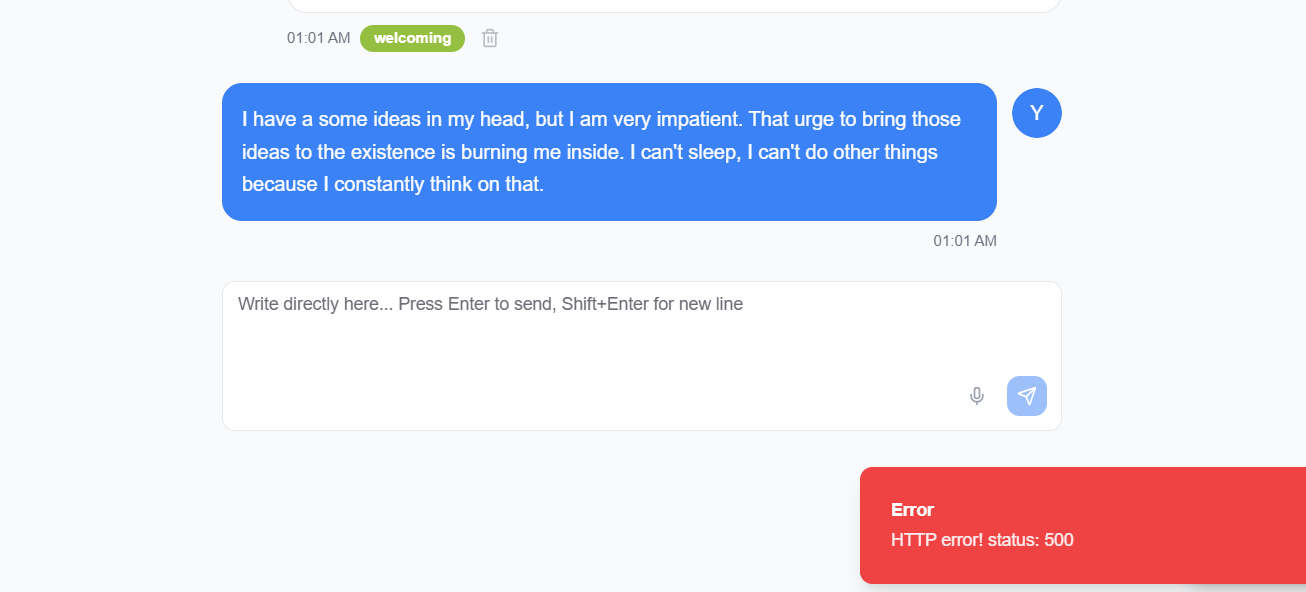 01:01 AM welcoming
I have a some ideas in my head, but I am very impatient. That urge to bring those
ideas to the existence is burning me inside. I can't sleep, I can't do other things
because I constantly think on that.
Y
01:01 AM
Write directly here... Press Enter to send, Shift+Enter for new line
Error
HTTP error! status: 500